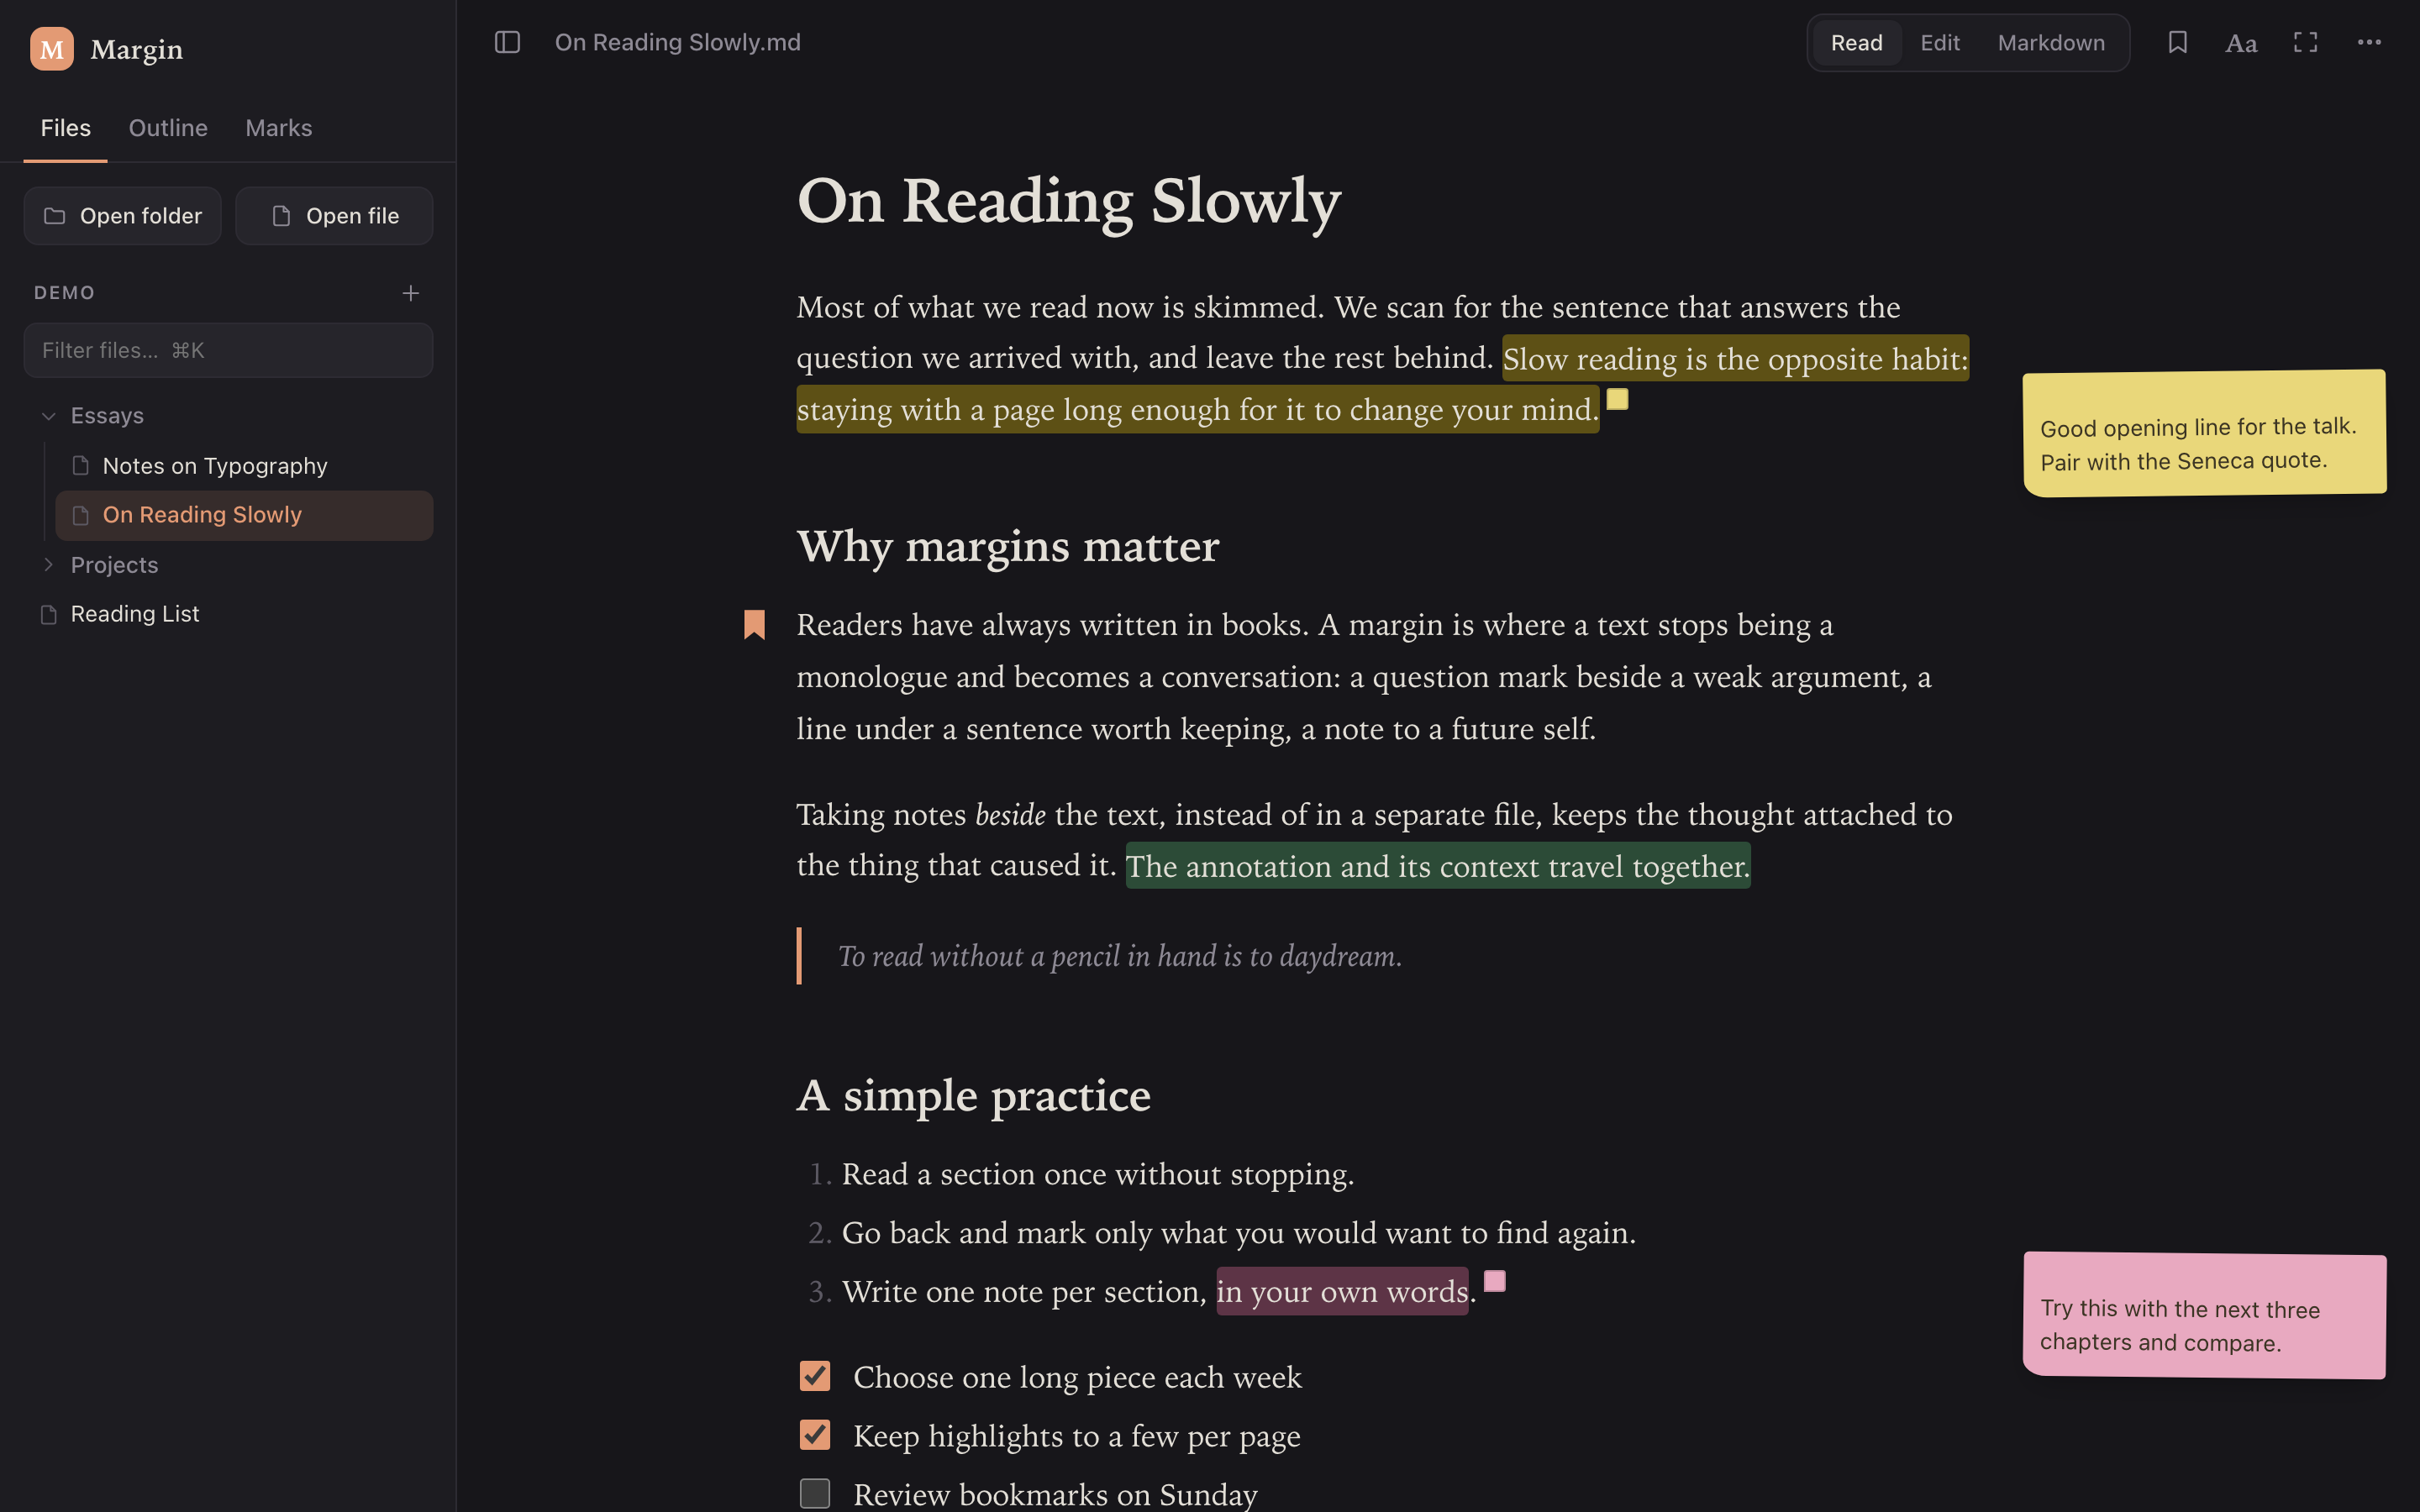 M Margin
Files Outline Marks
Open folder Open file
DEMO
Filter files... ⌘K
Essays
Notes on Typography
On Reading Slowly
Projects
Reading List
On Reading Slowly.md
Read Edit Markdown Aa
On Reading Slowly
Most of what we read now is skimmed. We scan for the sentence that answers the
question we arrived with, and leave the rest behind. Slow reading is the opposite habit:
staying with a page long enough for it to change your mind.
Good opening line for the talk.
Pair with the Seneca quote.
Why margins matter
Readers have always written in books. A margin is where a text stops being a
monologue and becomes a conversation: a question mark beside a weak argument, a
line under a sentence worth keeping, a note to a future self.
Taking notes beside the text, instead of in a separate file, keeps the thought attached to
the thing that caused it. The annotation and its context travel together.
To read without a pencil in hand is to daydream.
A simple practice
1. Read a section once without stopping.
2. Go back and mark only what you would want to find again.
3. Write one note per section, in your own words.
Try this with the next three
chapters and compare.
Choose one long piece each week
Keep highlights to a few per page
Review bookmarks on Sunday